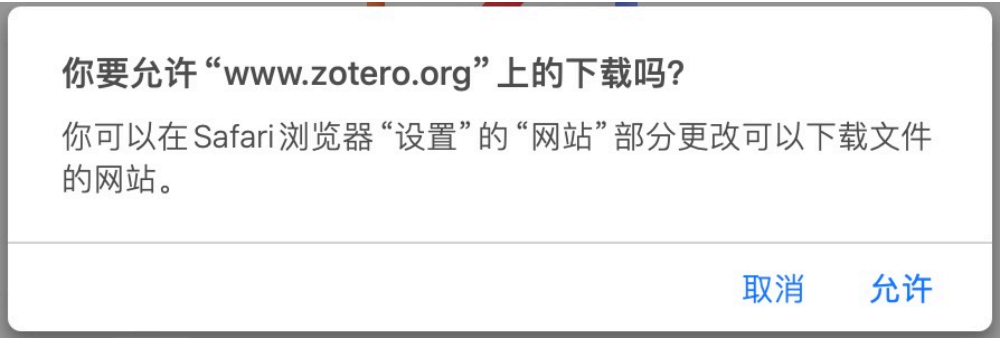 你要允许“www.zotero.org”上的下载吗?
你可以在Safari浏览器“设置”的“网站”部分更改可以下载文件
的网站。
取消 允许